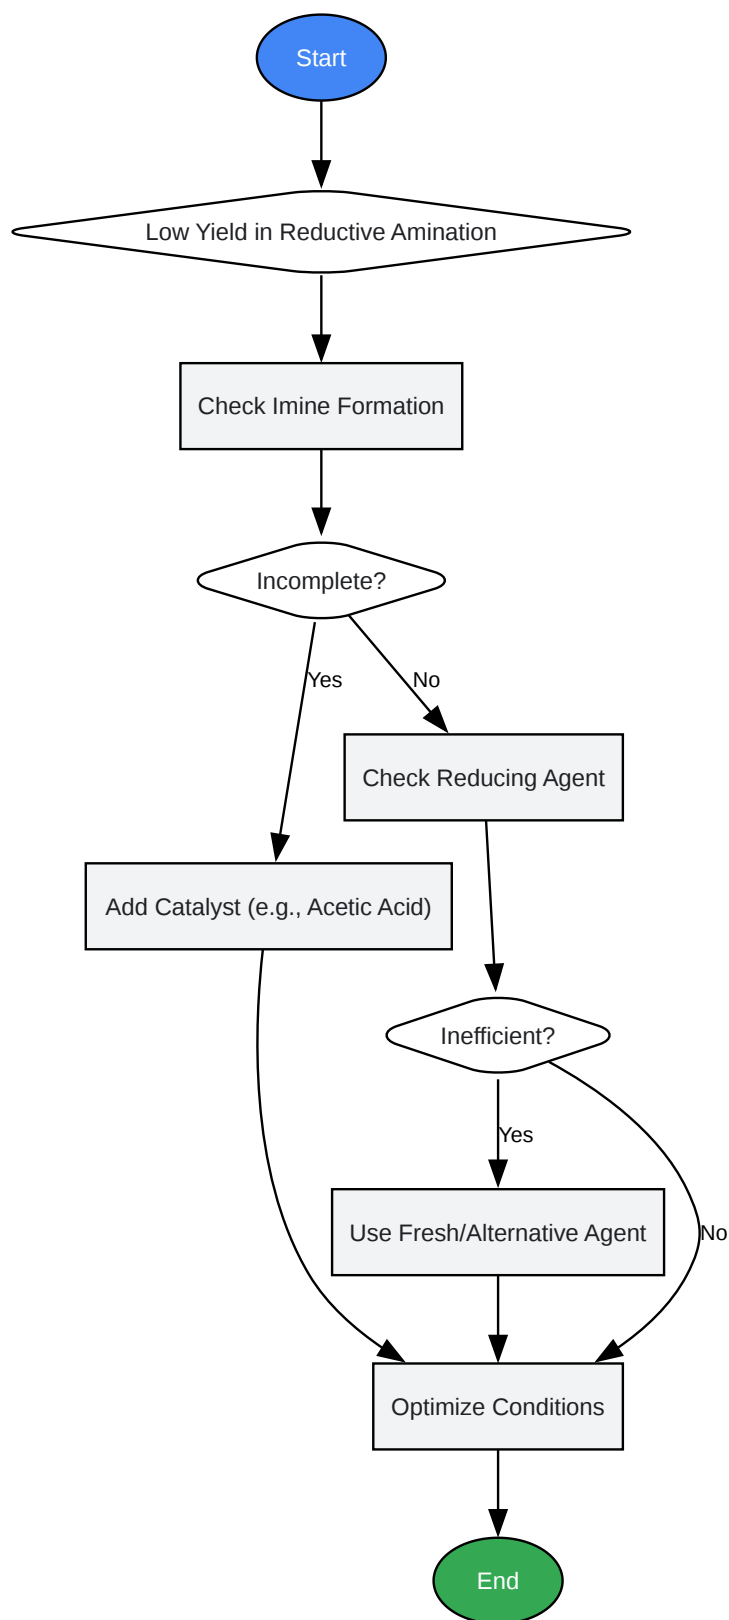 Start
Low Yield in Reductive Amination
Check Imine Formation
Incomplete?
Yes
No
Check Reducing Agent
Add Catalyst (e.g., Acetic Acid)
Inefficient?
Yes
Use Fresh/Alternative Agent
No
Optimize Conditions
End